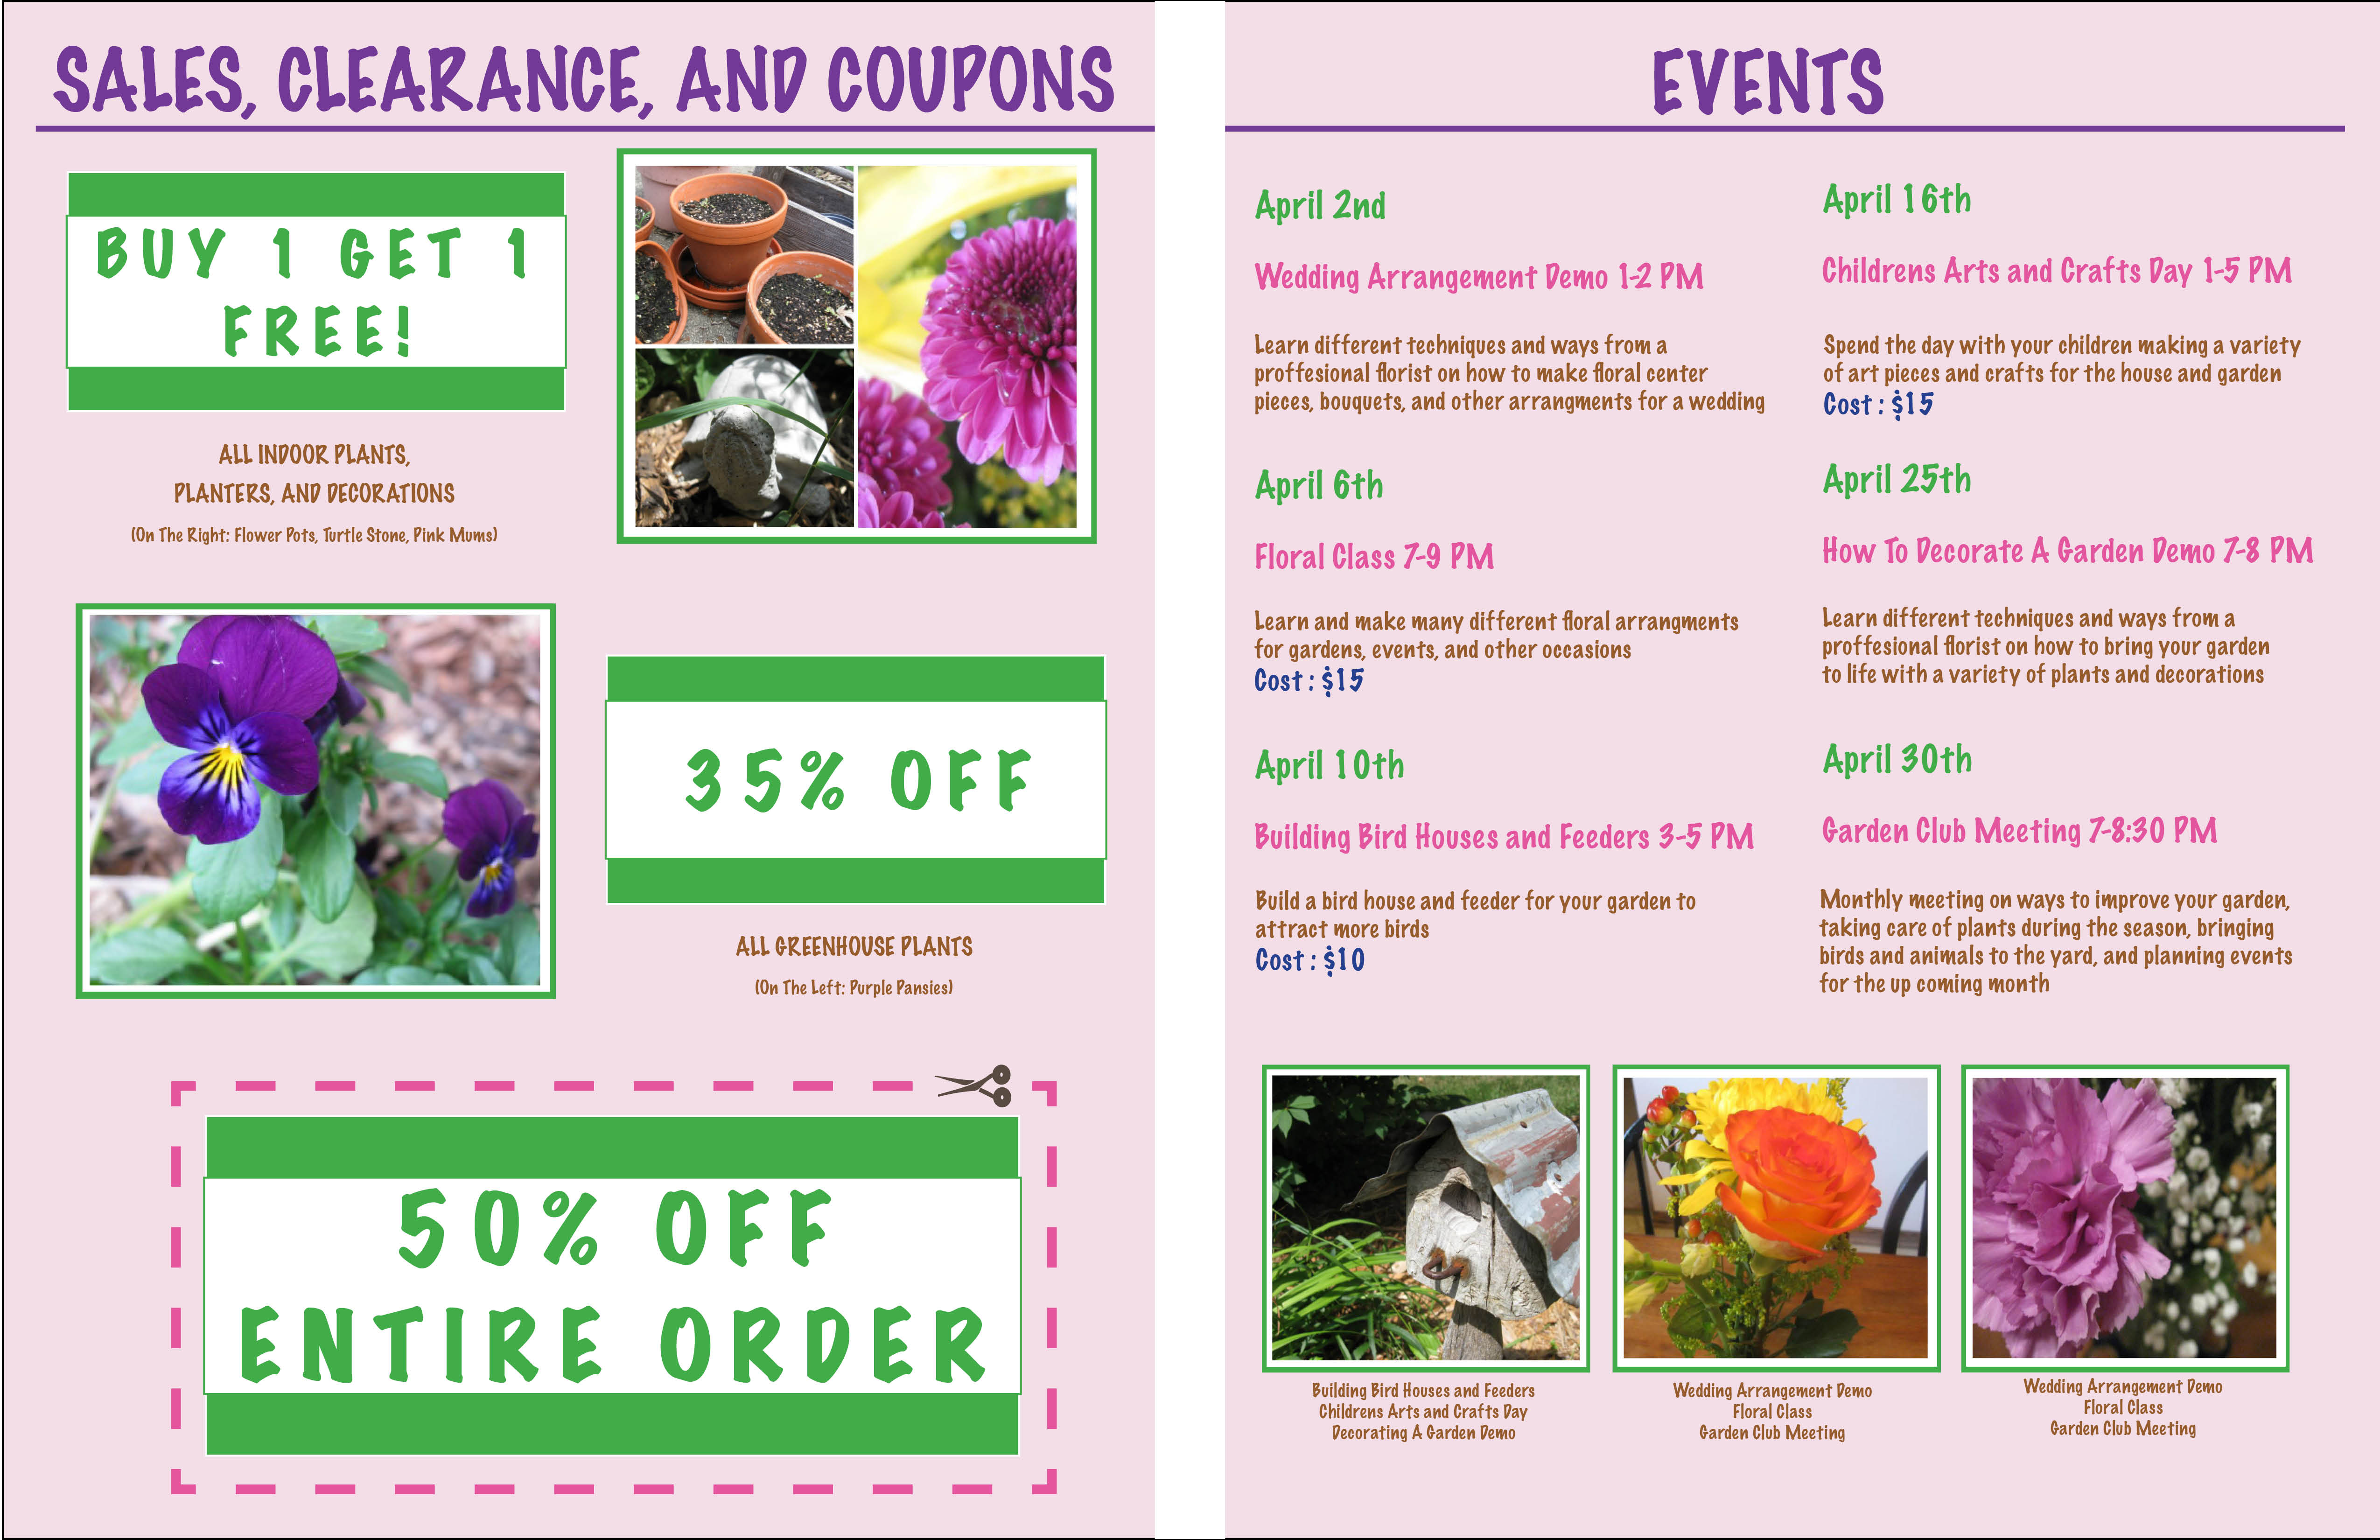 SALES, CLEARANCE, AND COUPONS
BUY 1 GET 1
FREE!
ALL INDOOR PLANTS,
PLANTERS, AND DECORATIONS
(On The Right: Flower Pots, Turtle Stone, Pink Mums)
35% OFF
ALL GREENHOUSE PLANTS
(On The Left: Purple Pansies)
50% OFF
ENTIRE ORDER
EVENTS
April 2nd
Wedding Arrangement Demo 1-2 PM
Learn different techniques and ways from a
proffesional florist on how to make floral center
pieces, bouquets, and other arrangments for a wedding
April 6th
Floral Class 7-9 PM
Learn and make many different floral arrangments
for gardens, events, and other occasions
Cost : $15
April 10th
Building Bird Houses and Feeders 3-5 PM
Build a bird house and feeder for your garden to
attract more birds
Cost : $10
April 16th
Childrens Arts and Crafts Day 1-5 PM
Spend the day with your children making a variety
of art pieces and crafts for the house and garden
Cost : $15
April 25th
How To Decorate A Garden Demo 7-8 PM
Learn different techniques and ways from a
proffesional florist on how to bring your garden
to life with a variety of plants and decorations
April 30th
Garden Club Meeting 7-8:30 PM
Monthly meeting on ways to improve your garden,
taking care of plants during the season, bringing
birds and animals to the yard, and planning events
for the up coming month
Building Bird Houses and Feeders
Childrens Arts and Crafts Day
Decorating A Garden Demo
Wedding Arrangement Demo
Floral Class
Garden Club Meeting
Wedding Arrangement Demo
Floral Class
Garden Club Meeting